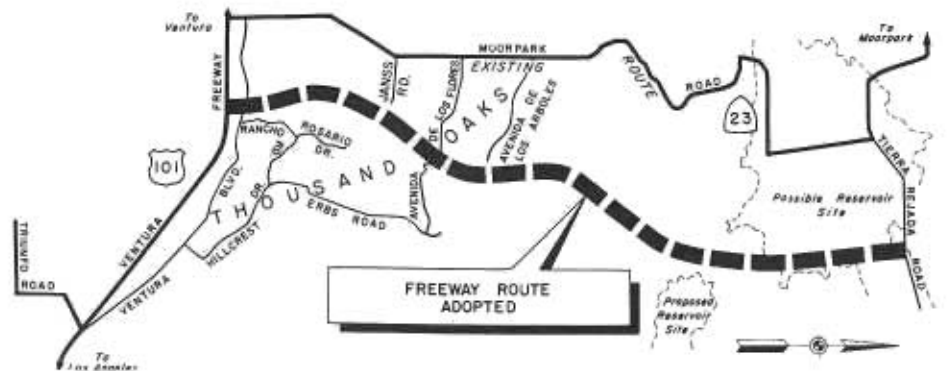 To
Ventura
FREEWAY
MOORPARK
EXISTING
ROUTE
ROAD
23
To
Moorpark
JANSS
RD.
DE LOS FLORES
AVENIDA
AVENIDA DE
LOS ARBOLES
THOUSAND OAKS
RANCHO
RD.
ROSARIO
DR.
101
BLVD.
DR.
HILLCREST
ERBS ROAD
VENTURA
VENTURA
TRIUNFO
ROAD
To
Los Angeles
FREEWAY ROUTE
ADOPTED
Proposed
Reservoir
Site
Possible Reservoir
Site
TIERRA
REJADA
ROAD